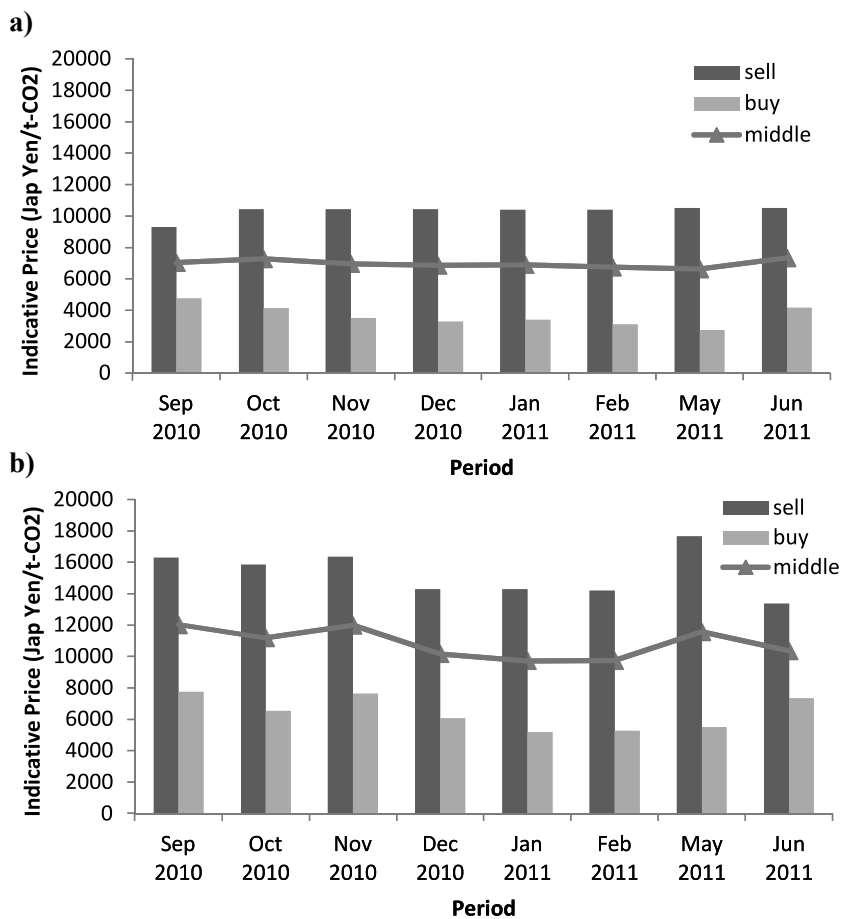 a)
Indicative Price (Jap Yen/t-CO2)
20000
18000
16000
14000
12000
10000
8000
6000
4000
2000
0
sell
buy
middle
Sep Oct Nov Dec Jan Feb May Jun
2010 2010 2010 2010 2011 2011 2011 2011
Period
b)
Indicative Price (Jap Yen/t-CO2)
20000
18000
16000
14000
12000
10000
8000
6000
4000
2000
0
sell
buy
middle
Sep Oct Nov Dec Jan Feb May Jun
2010 2010 2010 2010 2011 2011 2011 2011
Period